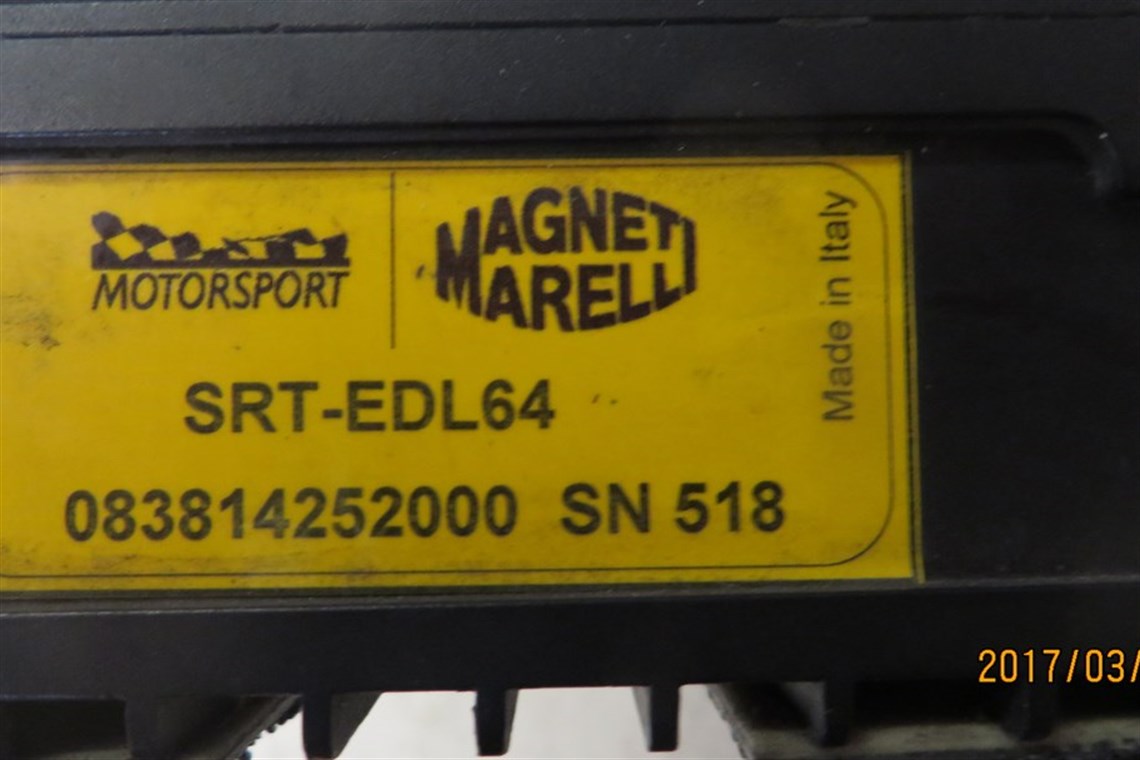 MOTORSPORT
MAGNETI
MARELLI
Made in Italy
SRT-EDL64
083814252000 SN 518
2017/03/